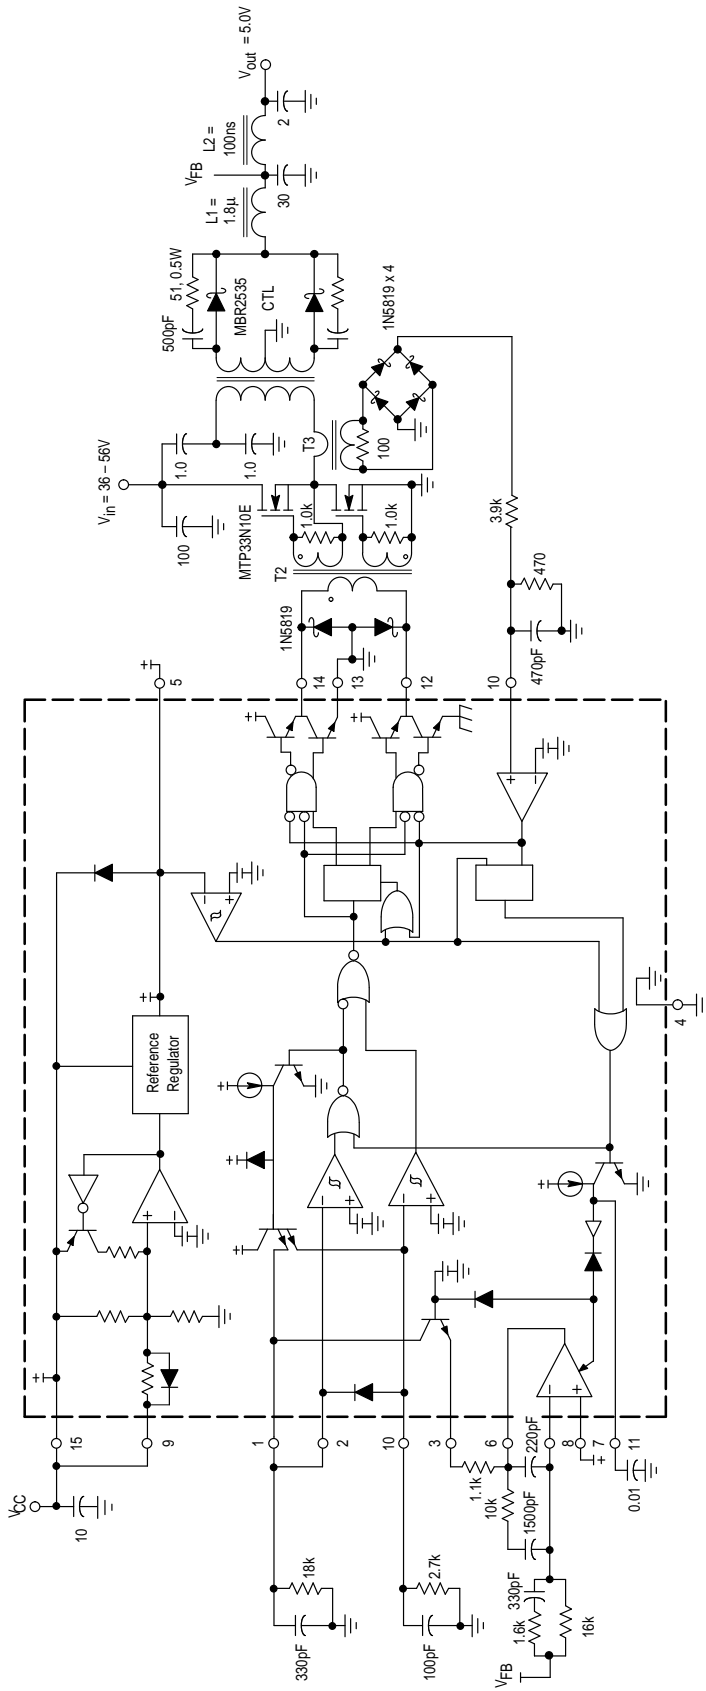 VCC
10
15
9
Reference
Regulator
5
+
–
–
+
Vin = 36 – 56V
100
1.0
1.0
MTP33N10E
T2
1.0k
1.0k
T3
100
1N5819 x 4
500pF
51, 0.5W
MBR2535
CTL
L1 =
1.8µ
VFB
30
L2 =
100ns
2
Vout = 5.0V
1N5819
14
13
12
10
470pF
470
3.9k
+
–
4
330pF
18k
1
2
–
+
–
+
100pF
2.7k
10
3
6
1.1k
10k
220pF
1500pF
330pF
1.6k
16k
VFB
8
7
11
0.01
–
+